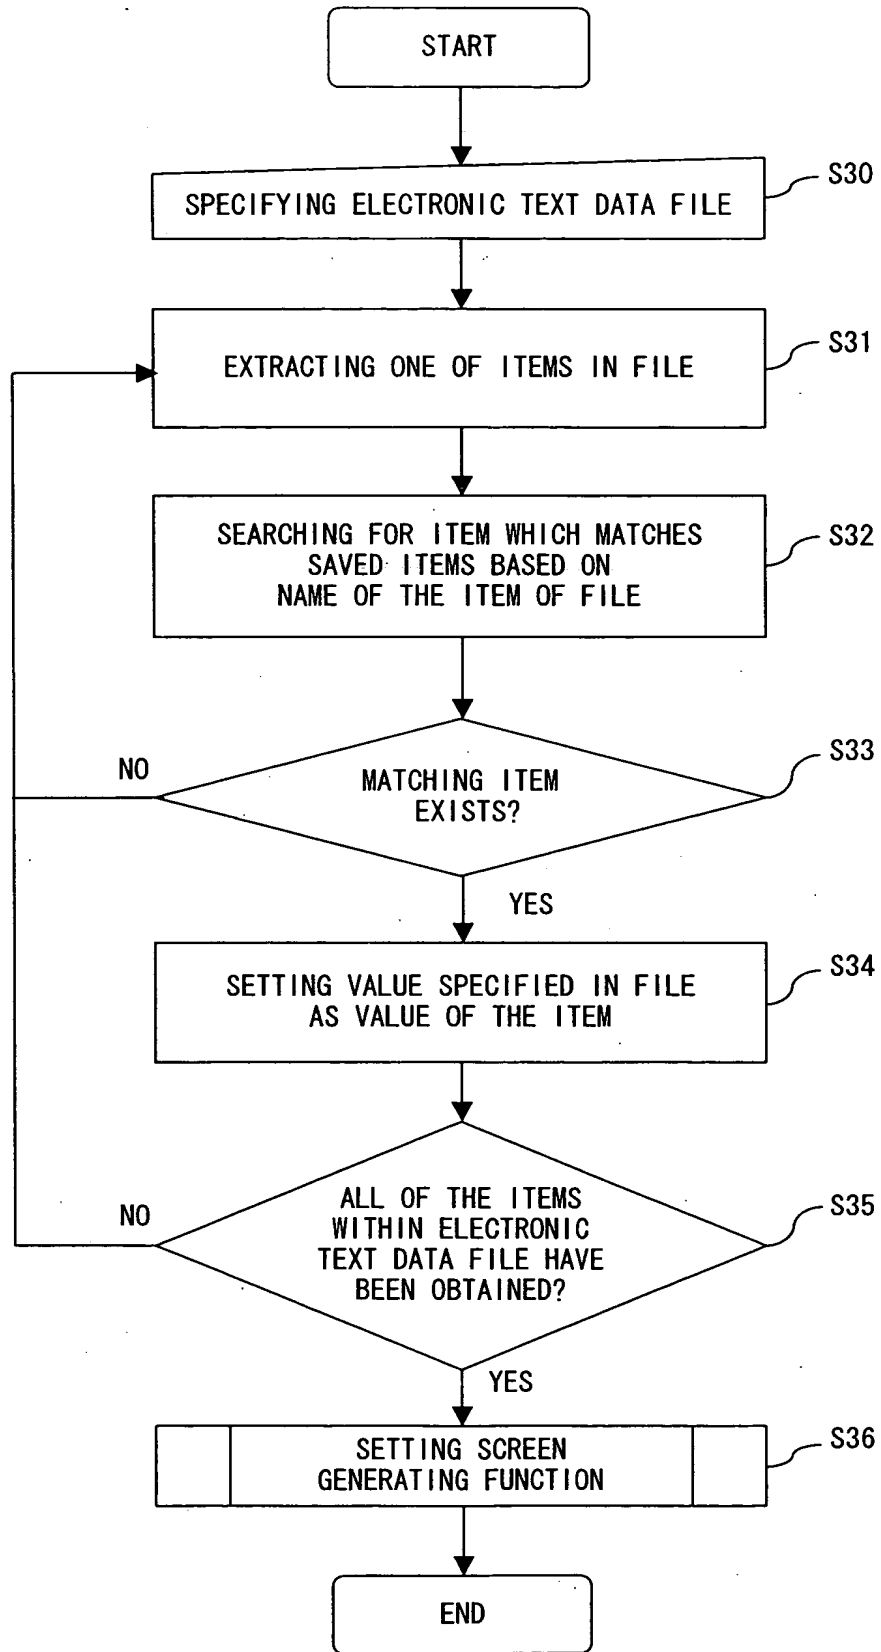 START
SPECIFYING ELECTRONIC TEXT DATA FILE
S30
EXTRACTING ONE OF ITEMS IN FILE
S31
SEARCHING FOR ITEM WHICH MATCHES
SAVED ITEMS BASED ON
NAME OF THE ITEM OF FILE
S32
MATCHING ITEM
EXISTS?
S33
NO
YES
SETTING VALUE SPECIFIED IN FILE
AS VALUE OF THE ITEM
S34
ALL OF THE ITEMS
WITHIN ELECTRONIC
TEXT DATA FILE HAVE
BEEN OBTAINED?
S35
NO
YES
SETTING SCREEN
GENERATING FUNCTION
S36
END